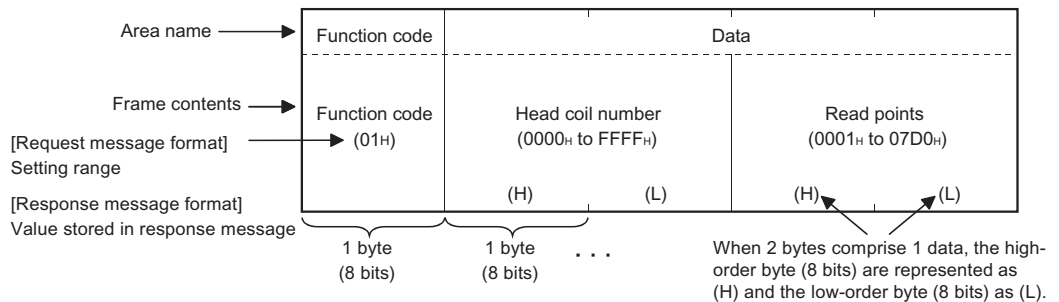 Area name
Function code
Data
Frame contents
Function code
(01H)
Head coil number
(0000H to FFFFH)
Read points
(0001H to 07D0H)
[Request message format]
Setting range
[Response message format]
Value stored in response message
(H)
(L)
(H)
(L)
1 byte
(8 bits)
1 byte
(8 bits)
. . .
When 2 bytes comprise 1 data, the high-
order byte (8 bits) are represented as
(H) and the low-order byte (8 bits) as (L).